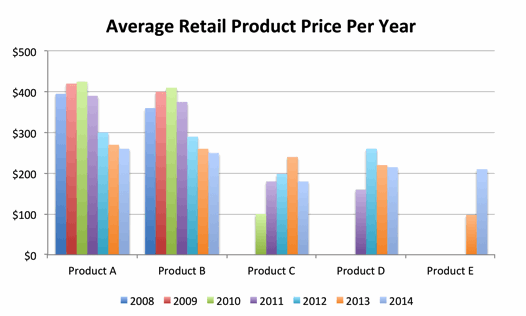 Average Retail Product Price Per Year
$500
$400
$300
$200
$100
$0
Product A Product B Product C Product D Product E
2008 2009 2010 2011 2012 2013 2014